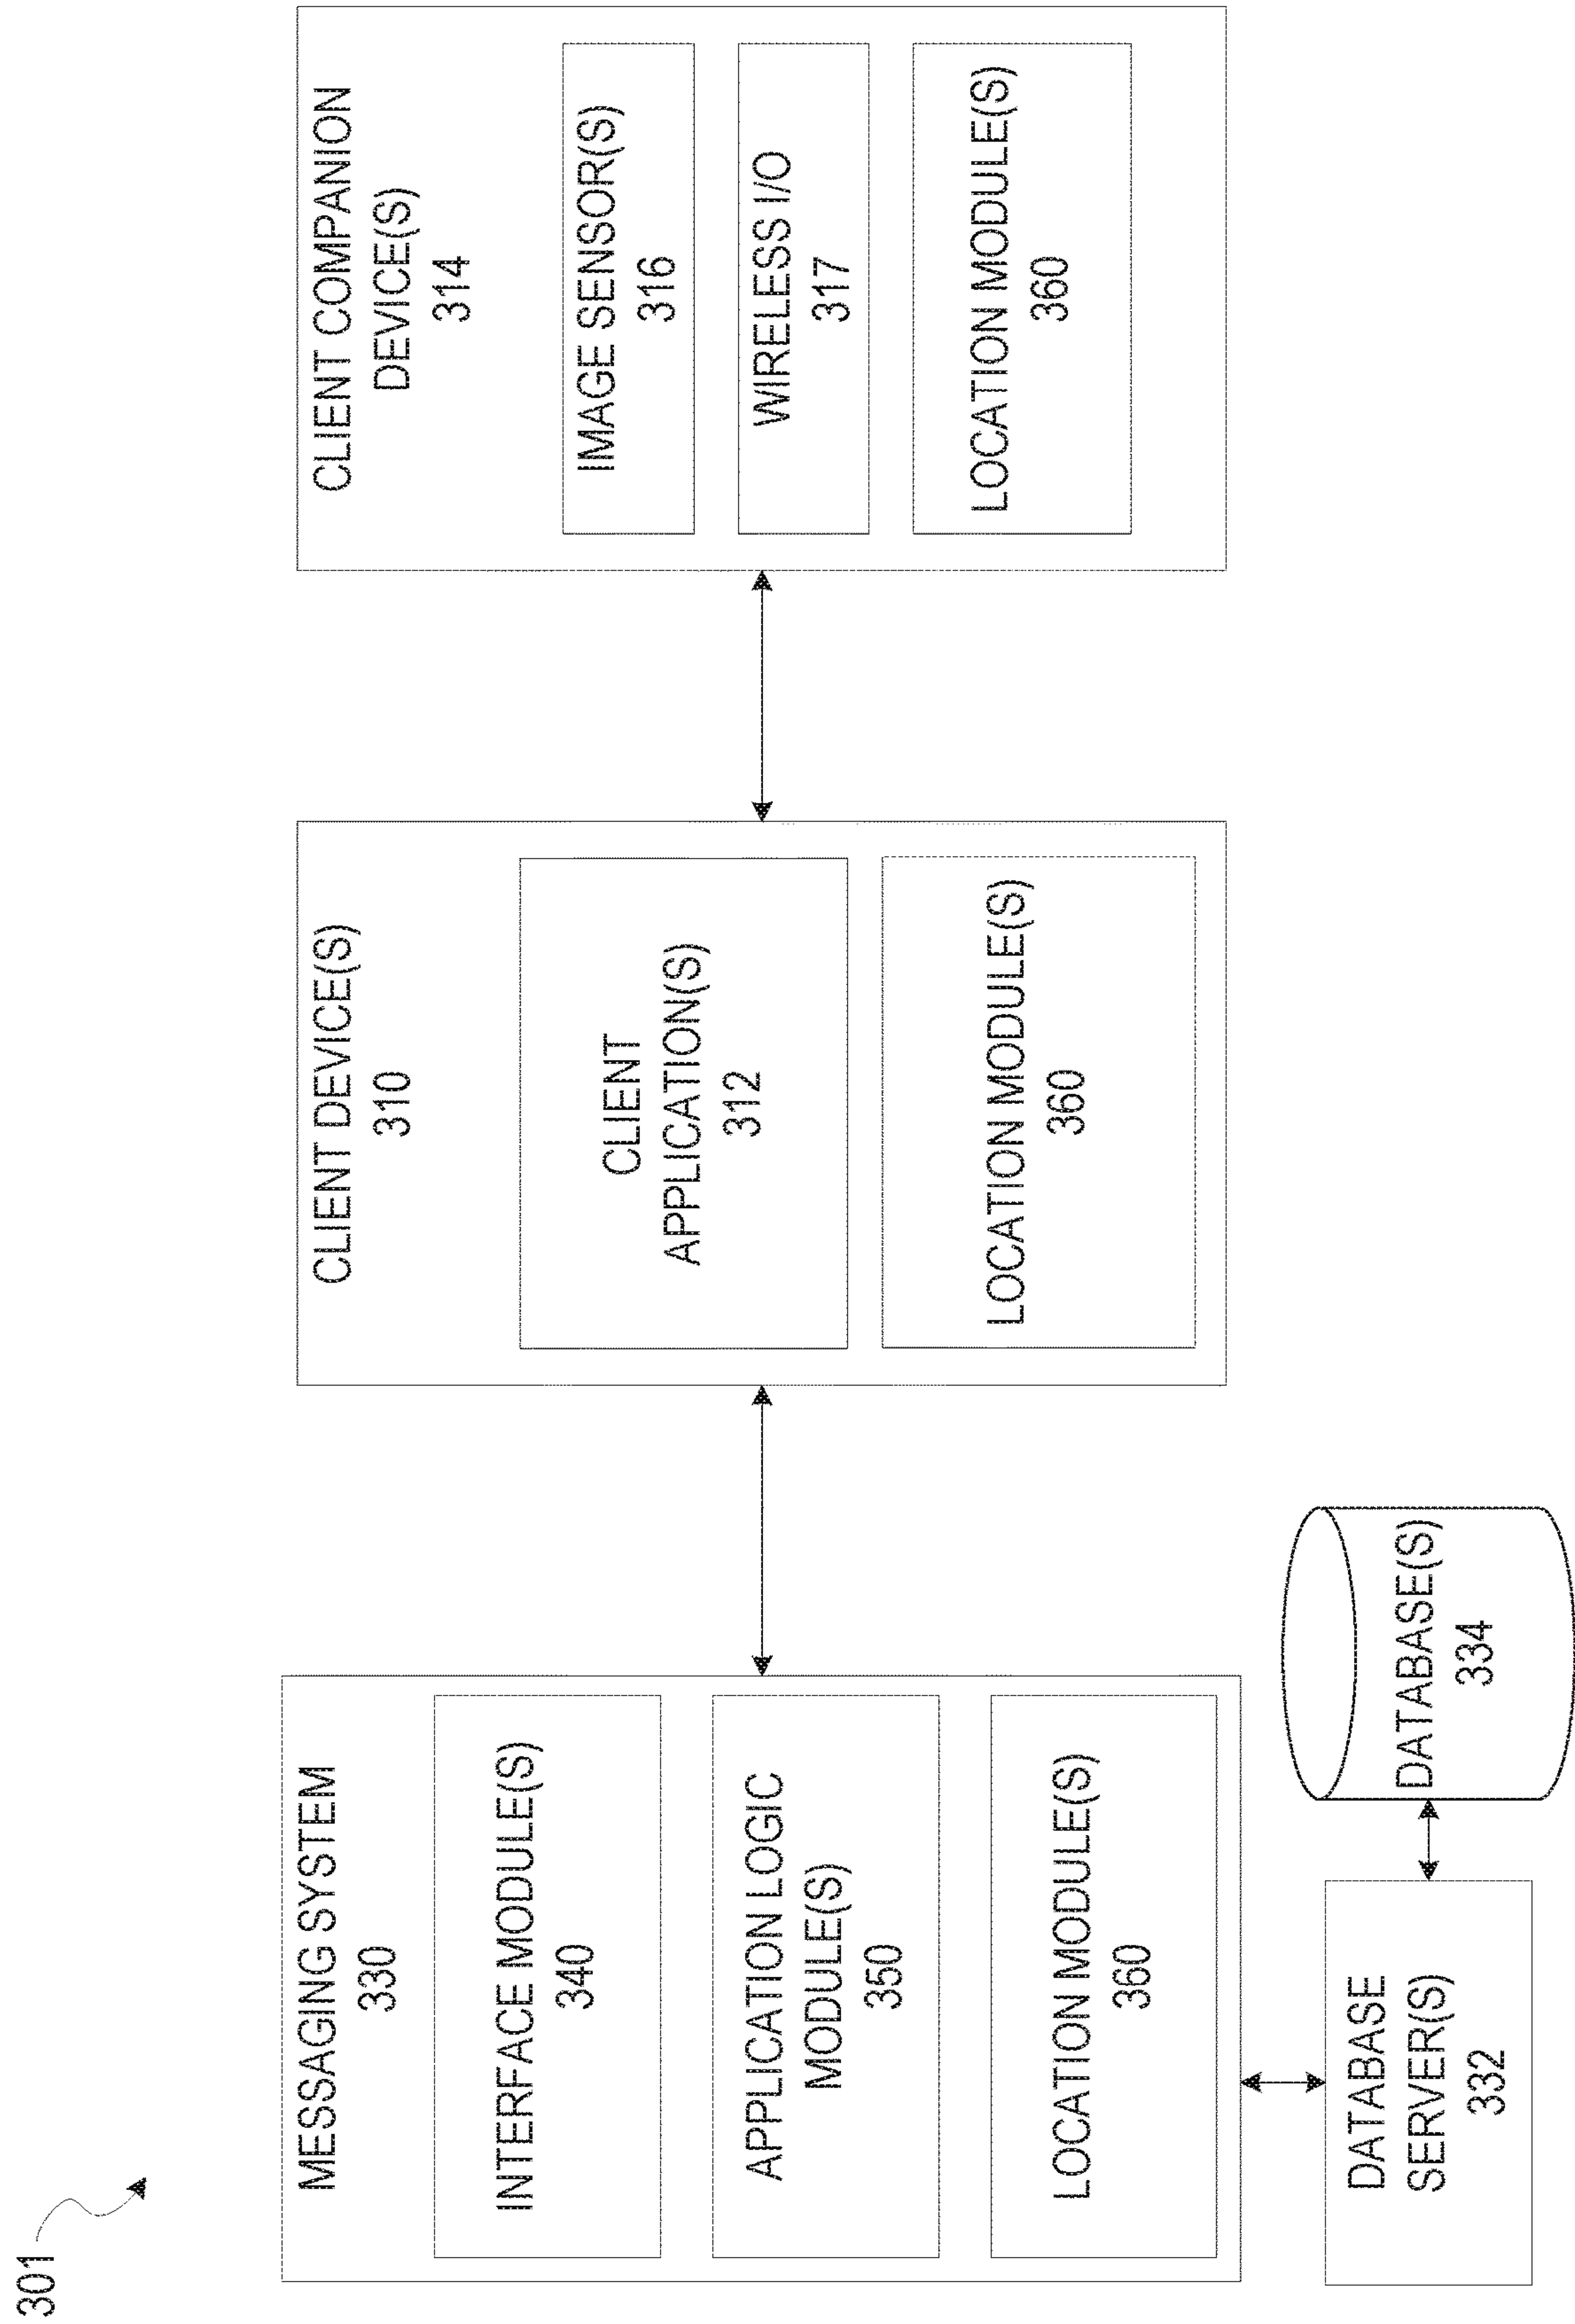 301
MESSAGING SYSTEM
330
INTERFACE MODULE(S)
340
APPLICATION LOGIC
MODULE(S)
350
LOCATION MODULE(S)
360
DATABASE
SERVER(S)
332
DATABASE(S)
334
CLIENT DEVICE(S)
310
CLIENT
APPLICATION(S)
312
LOCATION MODULE(S)
360
CLIENT COMPANION
DEVICE(S)
314
IMAGE SENSOR(S)
316
WIRELESS I/O
317
LOCATION MODULE(S)
360